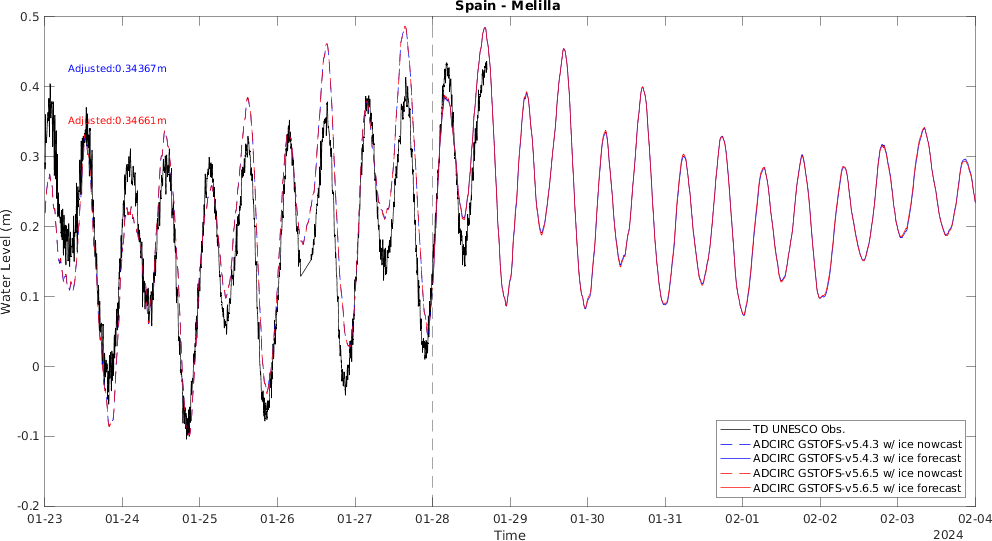 Spain - Melilla
0.5
0.4
0.3
0.2
0.1
0
-0.1
-0.2
Water Level (m)
Adjusted:0.34367m
Adjusted:0.34661m
TD UNESCO Obs.
ADCIRC GSTOFS-v5.4.3 w/ ice nowcast
ADCIRC GSTOFS-v5.4.3 w/ ice forecast
ADCIRC GSTOFS-v5.6.5 w/ ice nowcast
ADCIRC GSTOFS-v5.6.5 w/ ice forecast
01-23 01-24 01-25 01-26 01-27 01-28 01-29 01-30 01-31 02-01 02-02 02-03 02-04
Time
2024